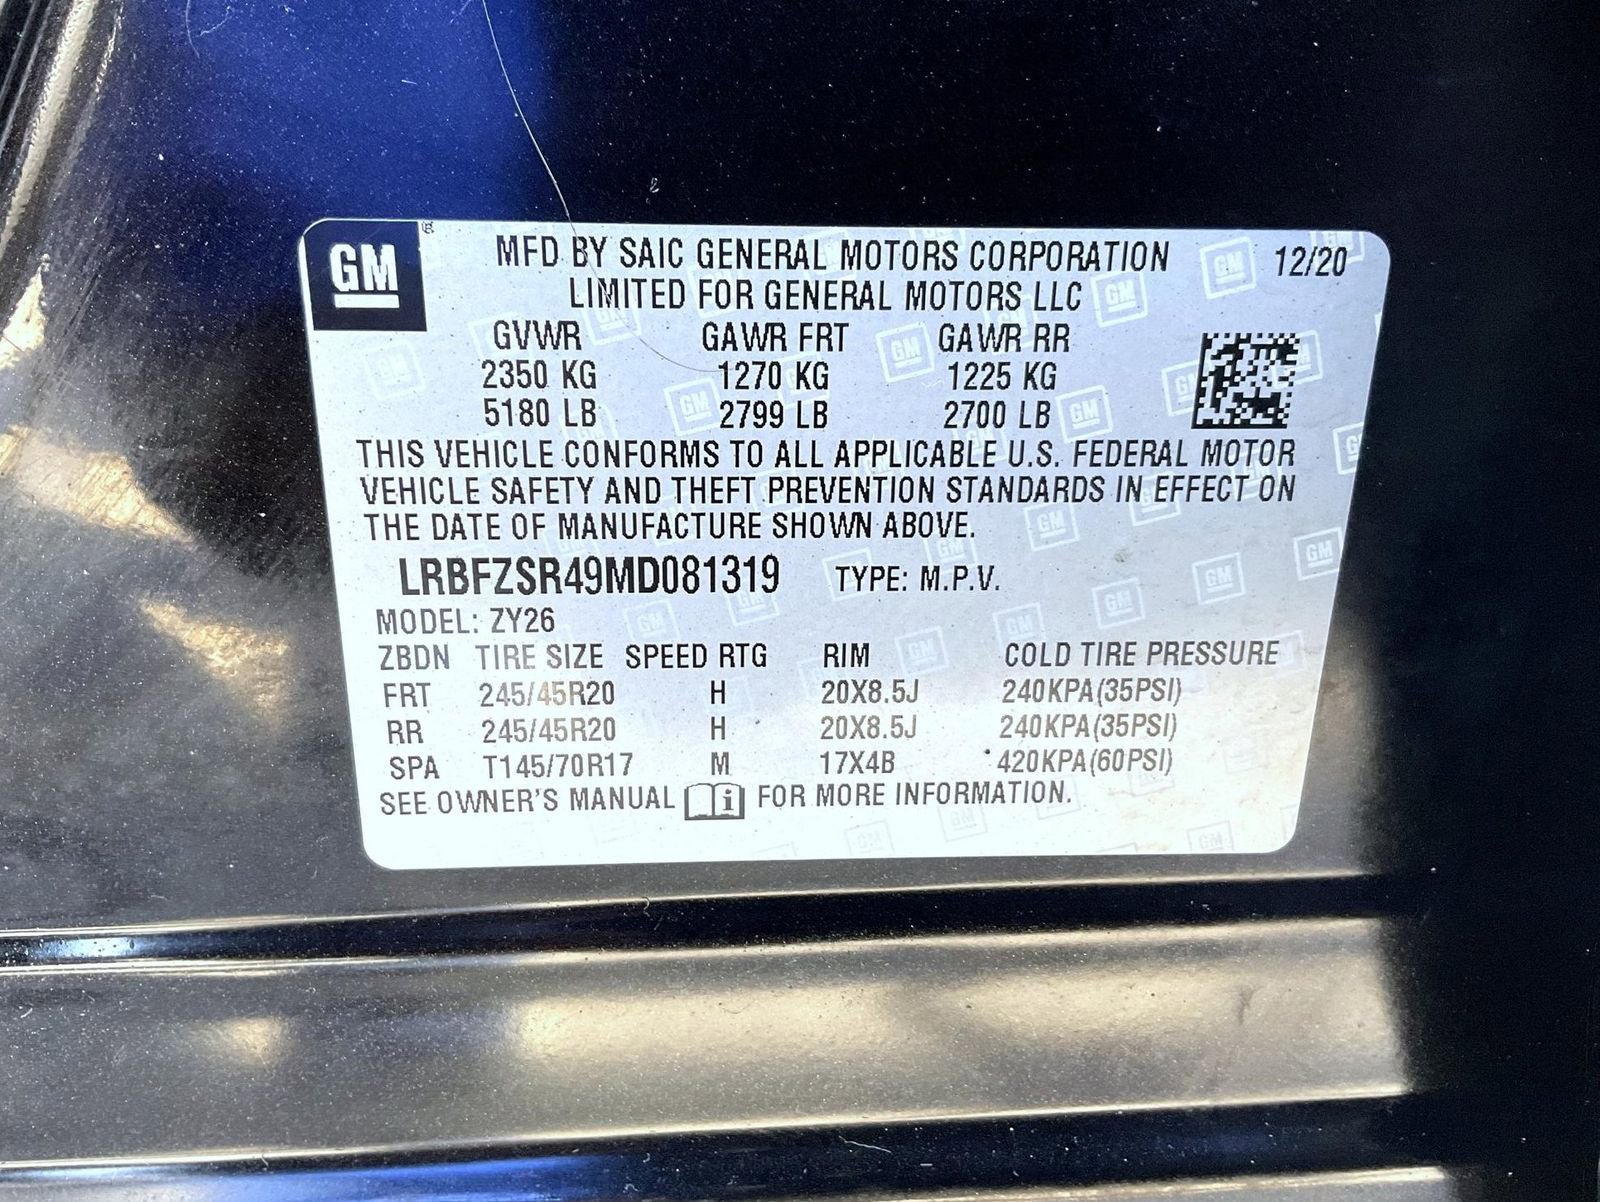 GM
MFD BY SAIC GENERAL MOTORS CORPORATION 12/20
LIMITED FOR GENERAL MOTORS LLC
GVWR GAWR FRT GAWR RR
2350 KG 1270 KG 1225 KG
5180 LB 2799 LB 2700 LB
THIS VEHICLE CONFORMS TO ALL APPLICABLE U.S. FEDERAL MOTOR
VEHICLE SAFETY AND THEFT PREVENTION STANDARDS IN EFFECT ON
THE DATE OF MANUFACTURE SHOWN ABOVE.
LRBFZSR49MD081319 TYPE: M.P.V.
MODEL: ZY26
ZBDN TIRE SIZE SPEED RTG RIM COLD TIRE PRESSURE
FRT 245/45R20 H 20X8.5J 240KPA(35PSI)
RR 245/45R20 H 20X8.5J 240KPA(35PSI)
SPA T145/70R17 M 17X4B 420KPA(60PSI)
SEE OWNER'S MANUAL i FOR MORE INFORMATION.